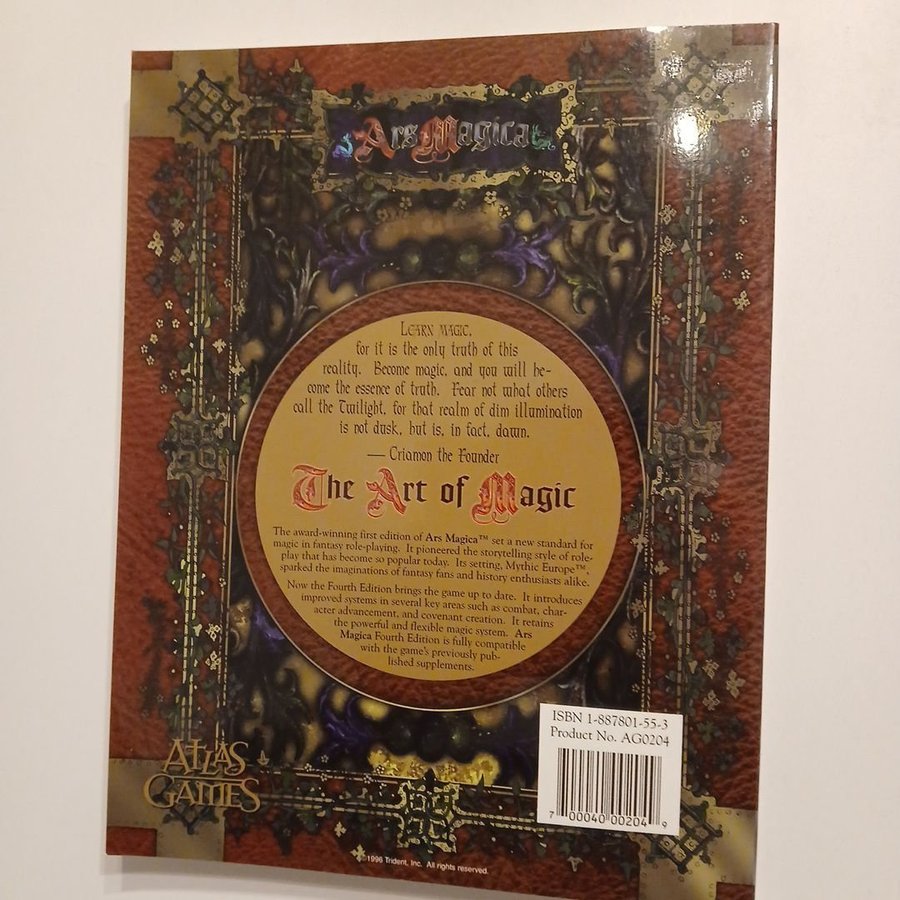 Ars Magica
Learn magic,
for it is the only truth of this
reality. Become magic, and you will be-
come the essence of truth. Fear not what others
call the Twilight, for that realm of dim illumination
is not dusk, but is, in fact, dawn.
— Criamon the Founder
The Art of Magic
The award-winning first edition of Ars Magica™ set a new standard for
magic in fantasy role-playing. It pioneered the storytelling style of role-
play that has become so popular today. Its setting, Mythic Europe™,
sparked the imaginations of fantasy fans and history enthusiasts alike.
Now the Fourth Edition brings the game up to date. It introduces
improved systems in several key areas such as combat, char-
acter advancement, and covenant creation. It retains
the powerful and flexible magic system. Ars
Magica Fourth Edition is fully compatible
with the game's previously pub-
lished supplements.
ISBN 1-887801-55-3
Product No. AG0204
7 00040 00204 9
Atlas
Games
©1996 Trident, Inc. All rights reserved.